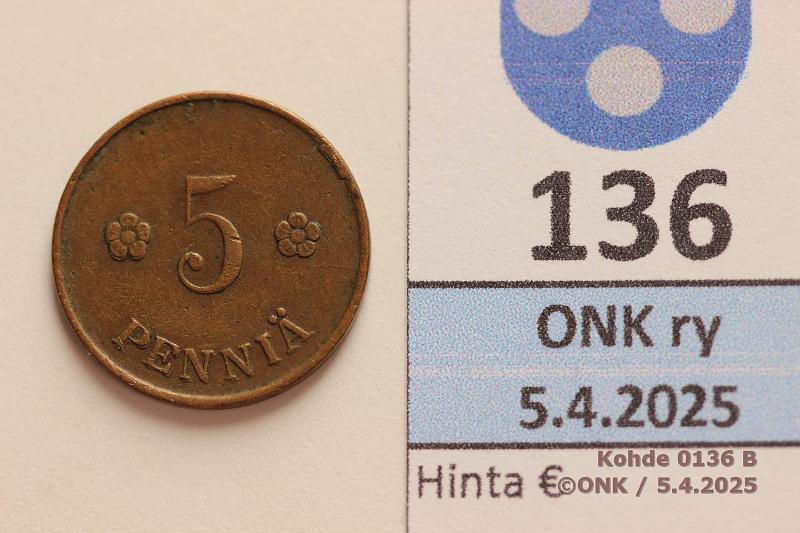 5
PENNIÄ
136
ONK ry
5.4.2025
Hinta €
Kohde 0136 B
©ONK / 5.4.2025